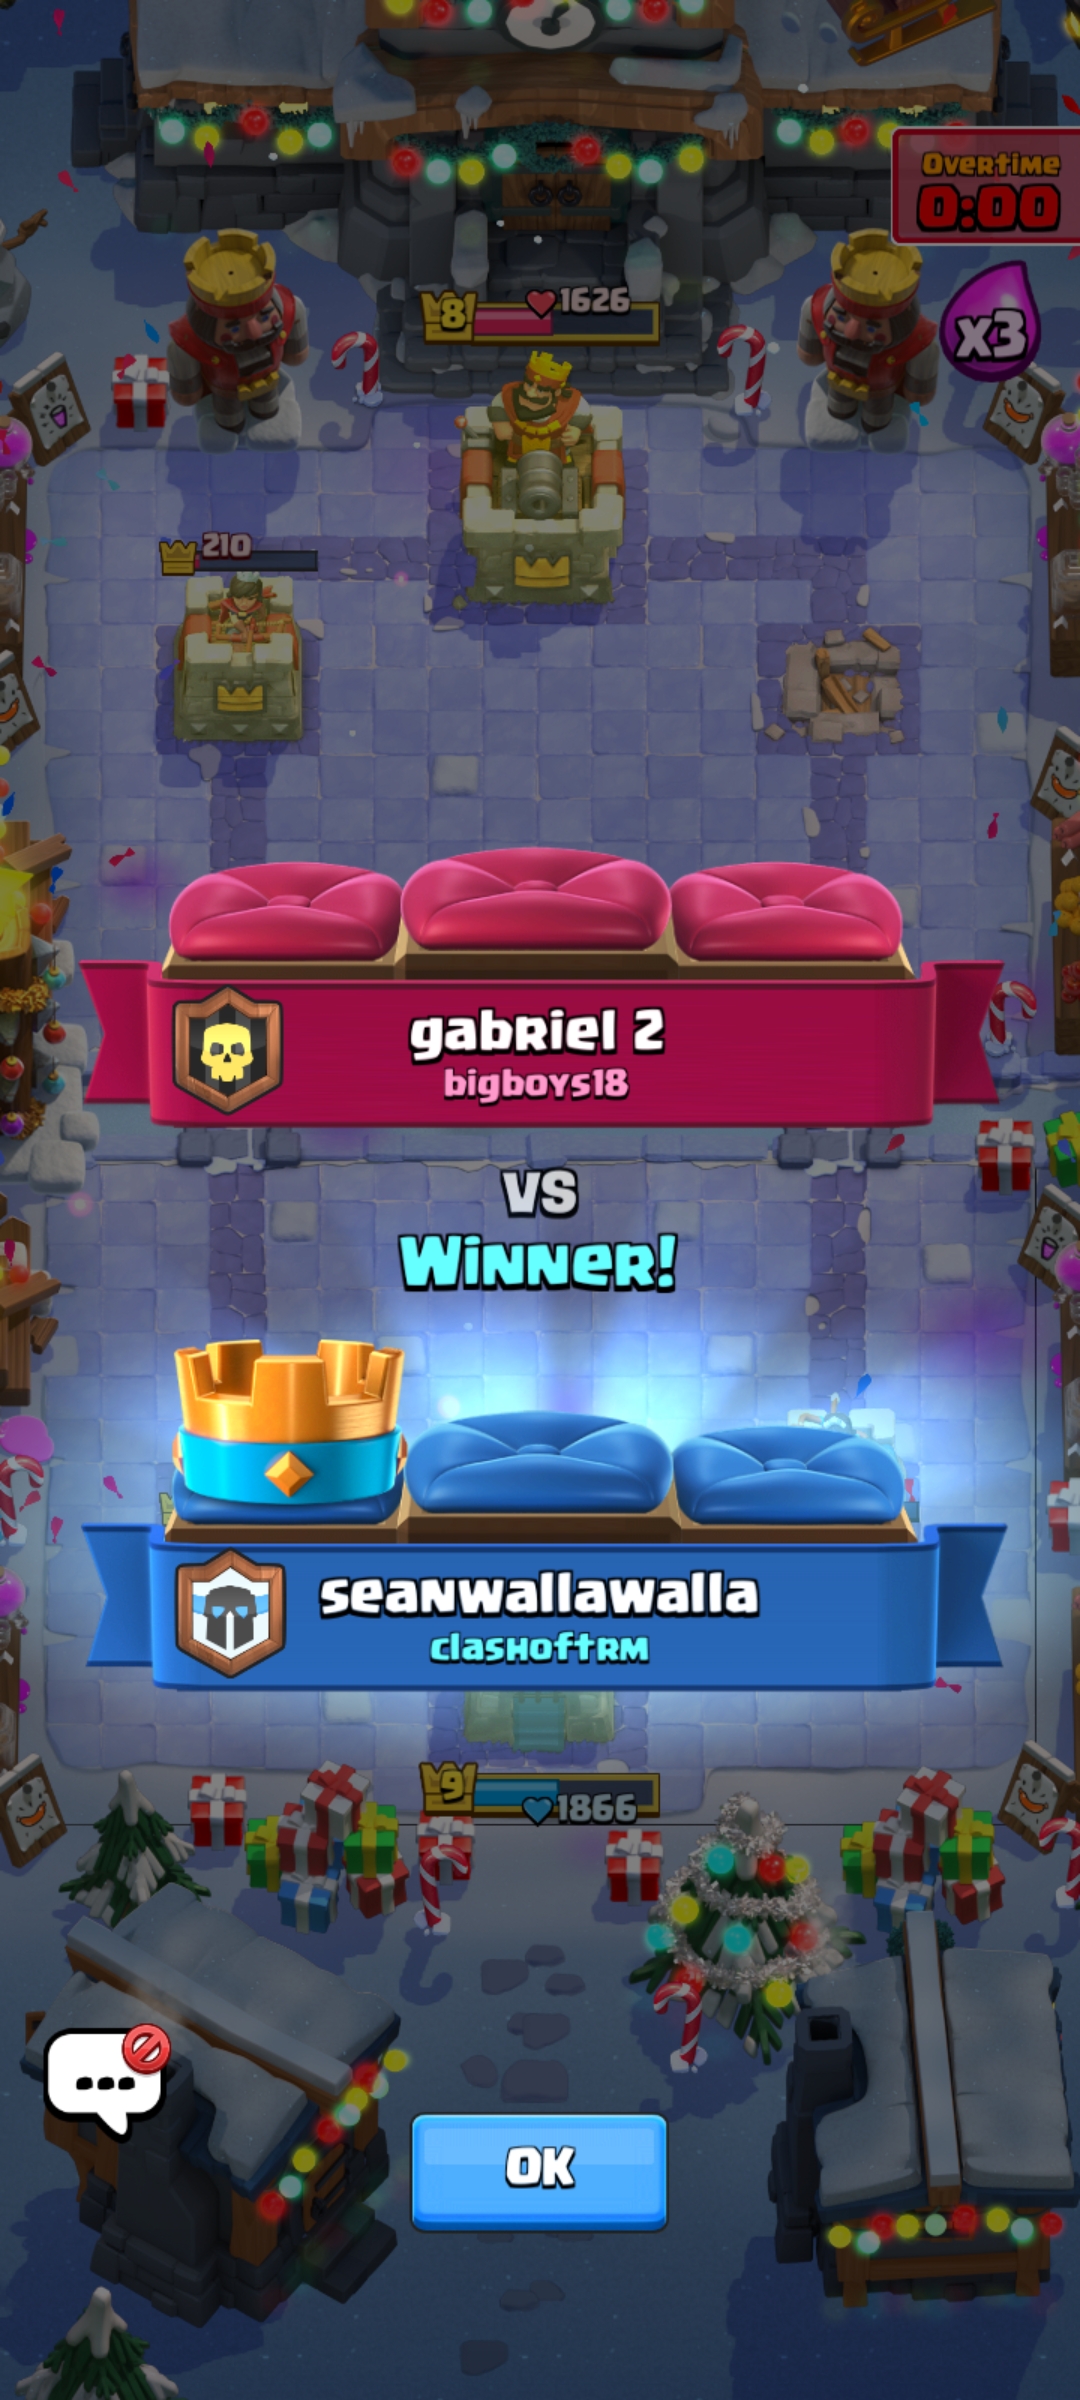 Overtime
0:00
8
1626
x3
210
gabriel 2
bigboys18
VS
Winner!
seanwallawalla
clashoftrm
9
1866
...
OK